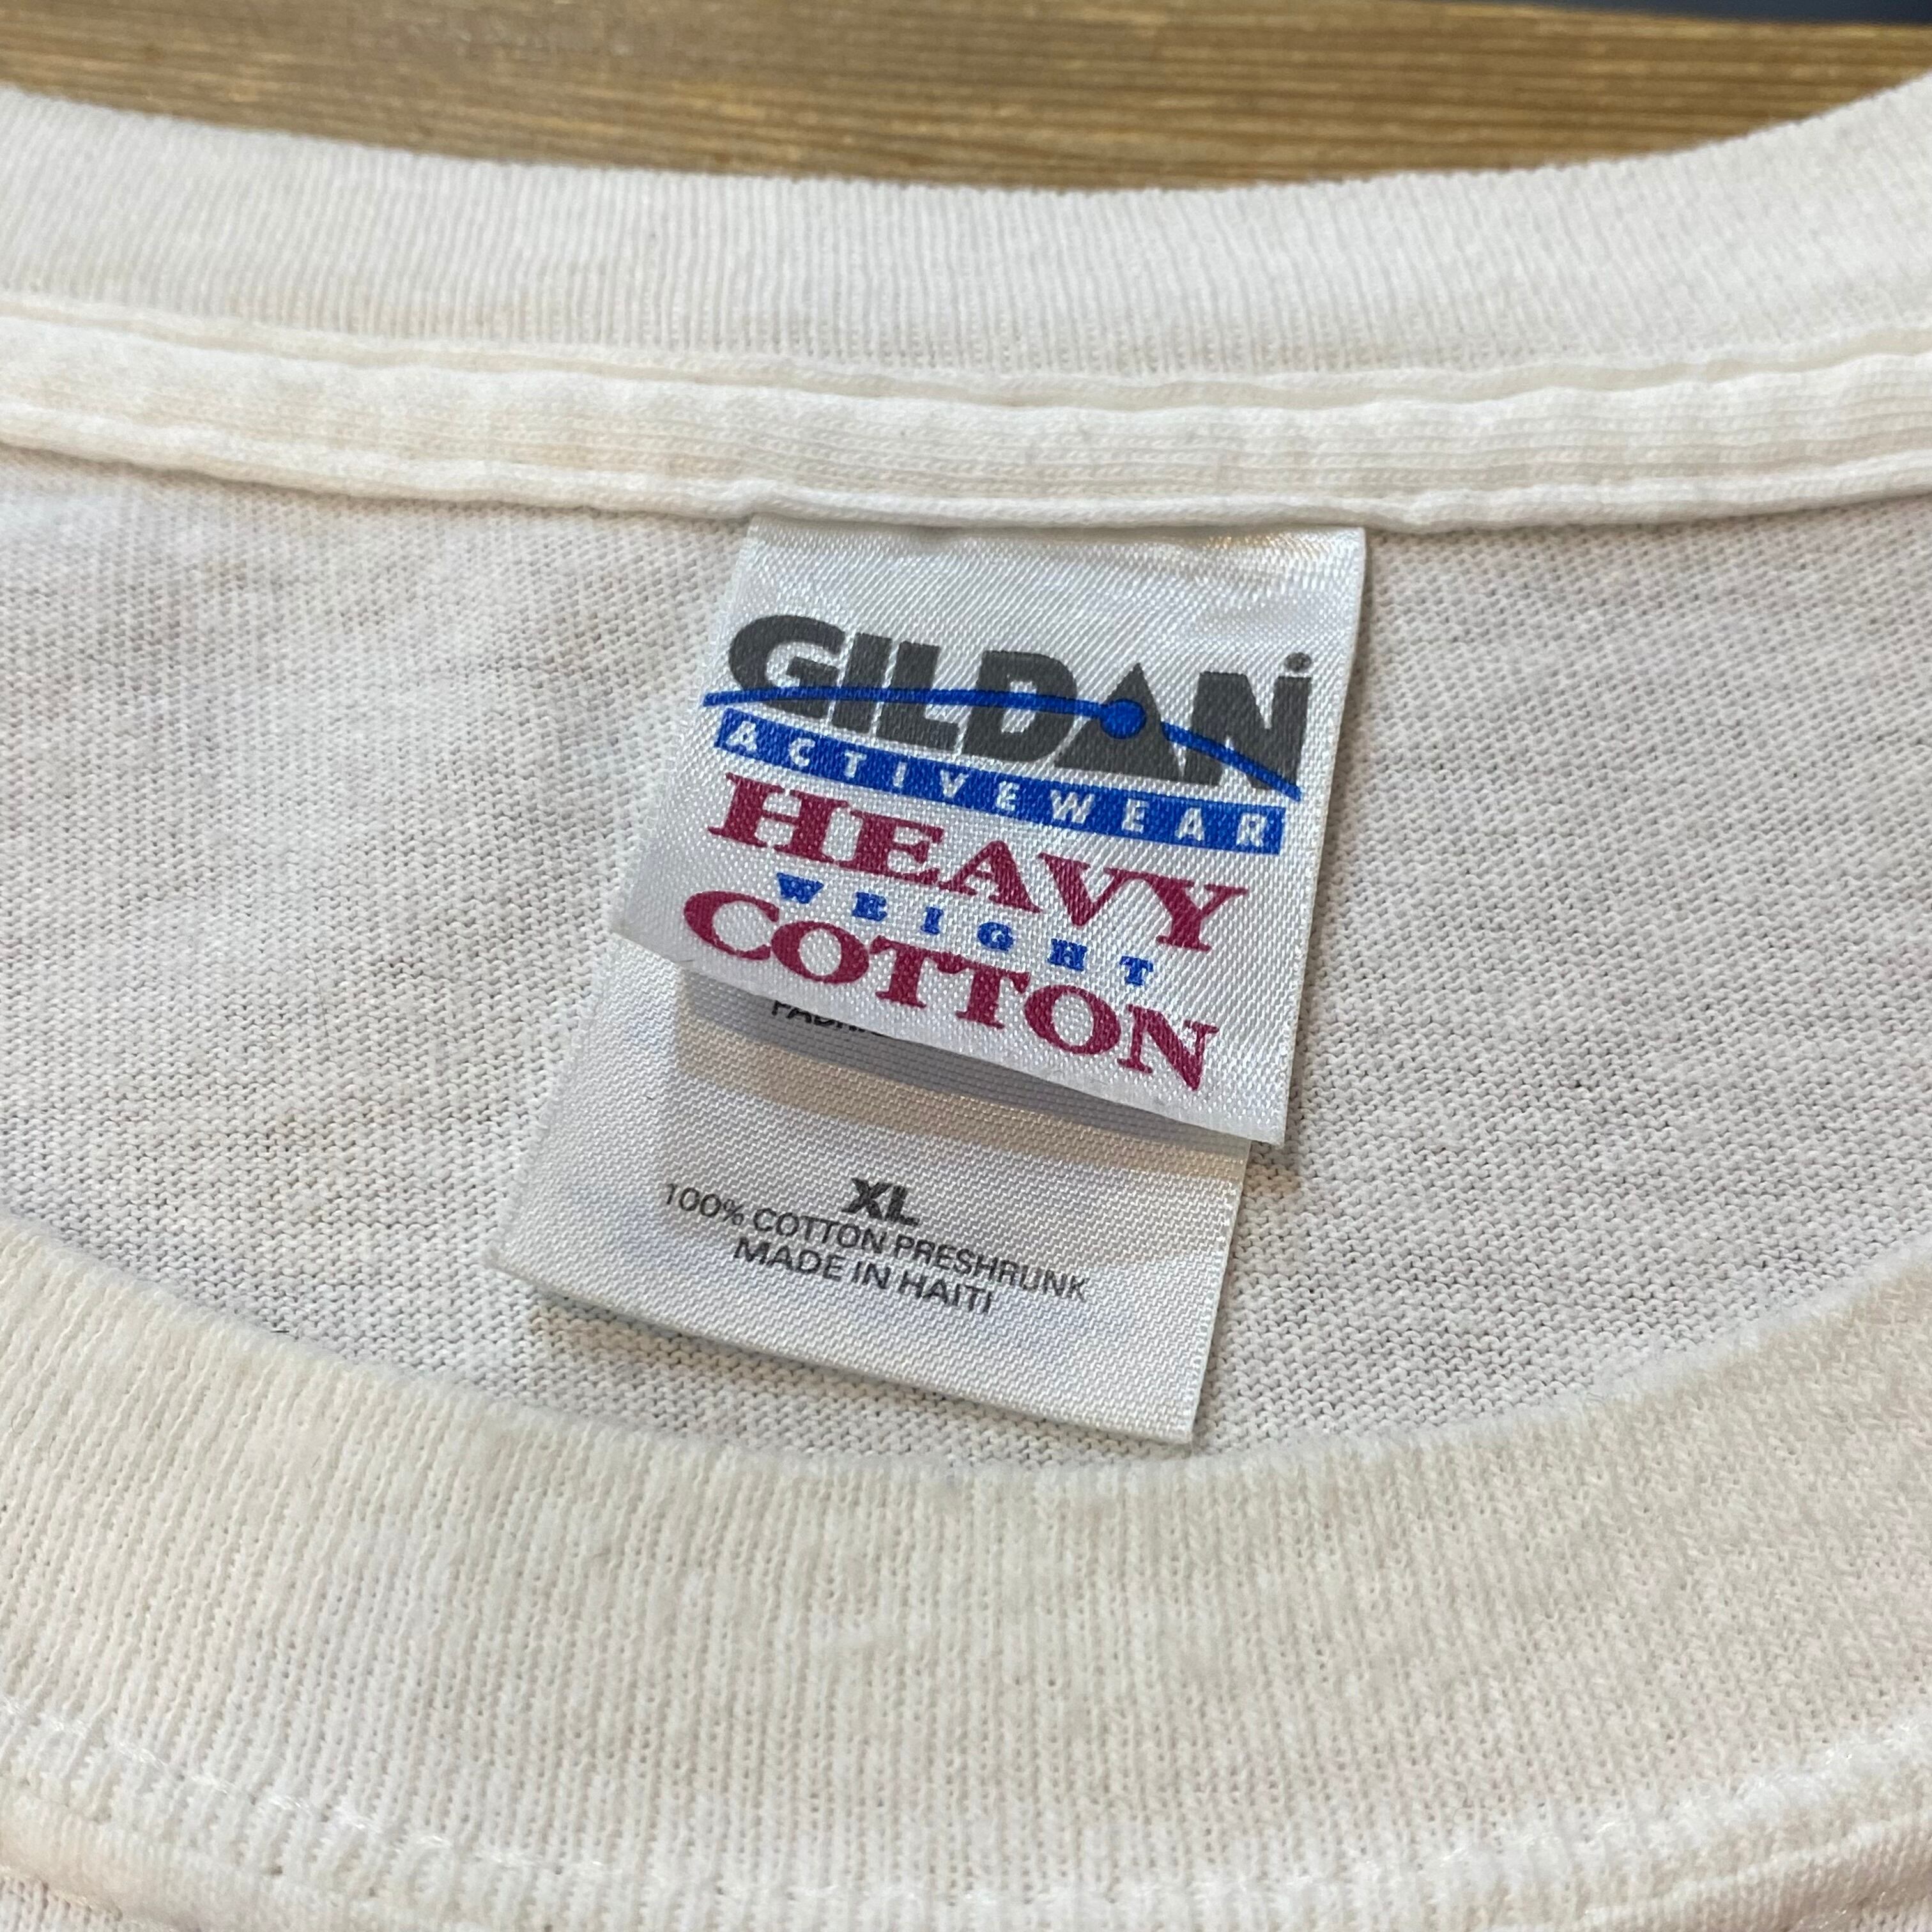 GILDAN
ACTIVEWEAR
HEAVY
WEIGHT
COTTON
XL
100% COTTON PRESHRUNK
MADE IN HAITI